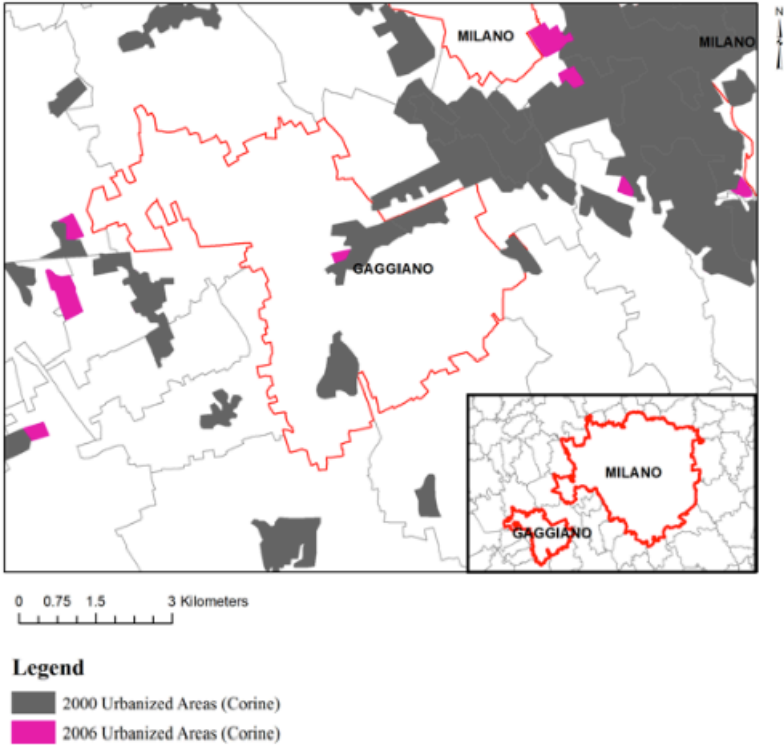 N
MILANO
MILANO
GAGGIANO
MILANO
GAGGIANO
0 0.75 1.5 3 Kilometers
Legend
2000 Urbanized Areas (Corine)
2006 Urbanized Areas (Corine)